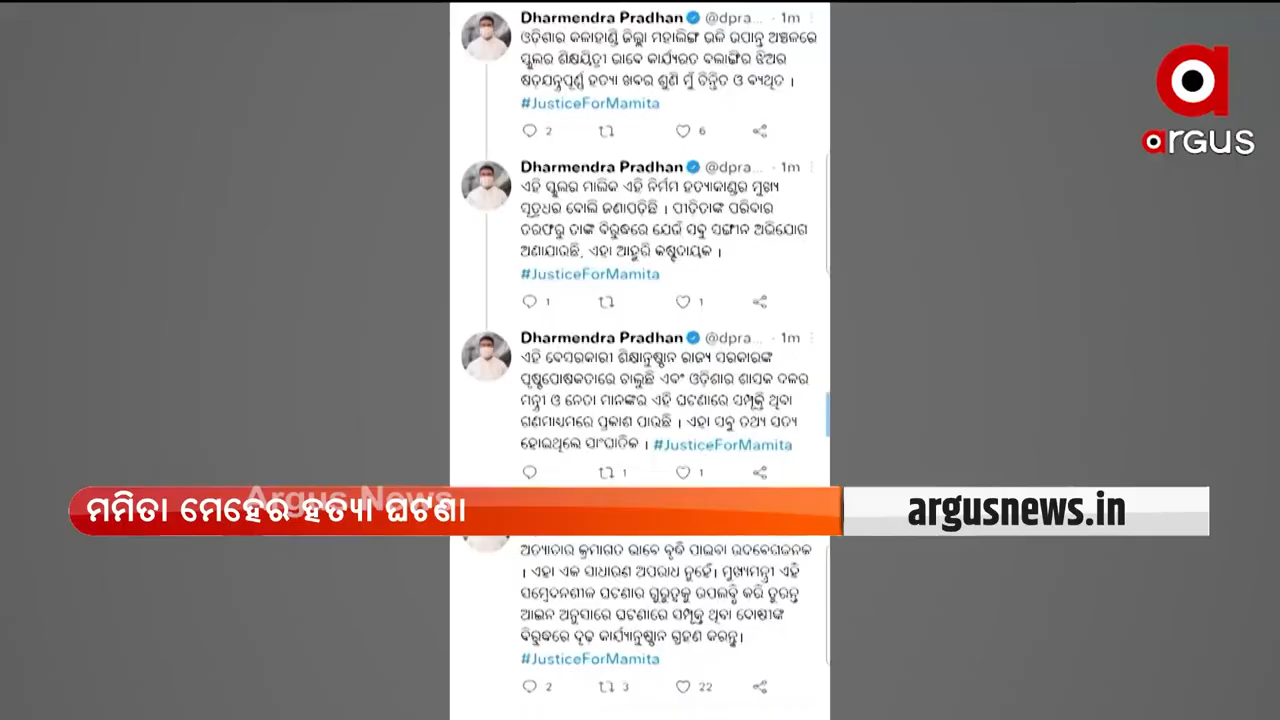 Dharmendra Pradhan @dpra... · 1m
ଓଡ଼ିଶାର କଳାହାଣ୍ଡି ଜିଲ୍ଲା ମହାଲିଙ୍ଗ ଭଳି ଉପାନ୍ତ ଅଞ୍ଚଳରେ
ସ୍କୁଲର ଶିକ୍ଷୟିତ୍ରୀ ଭାବେ କାର୍ଯ୍ୟରତ ବଲାଙ୍ଗିର ଝିଅର
ଷଡ଼ଯନ୍ତ୍ରପୂର୍ଣ୍ଣ ହତ୍ୟା ଖବର ଶୁଣି ମୁଁ ଚିନ୍ତିତ ଓ ବ୍ୟଥିତ ।
#JusticeForMamita
2 6
Dharmendra Pradhan @dpra... · 1m
ଏହି ସ୍କୁଲର ମାଲିକ ଏହି ନିର୍ମମ ହତ୍ୟାକାଣ୍ଡର ମୁଖ୍ୟ
ସୂତ୍ରଧର ବୋଲି ଜଣାପଡ଼ିଛି । ପୀଡ଼ିତାଙ୍କ ପରିବାର
ତରଫରୁ ତାଙ୍କ ବିରୁଦ୍ଧରେ ଯେଉଁ ସବୁ ସଙ୍ଗୀନ ଅଭିଯୋଗ
ଅଣାଯାଉଛି, ଏହା ଆହୁରି କଷ୍ଟଦାୟକ ।
#JusticeForMamita
1 1
Dharmendra Pradhan @dpra... · 1m
ଏହି ବେସରକାରୀ ଶିକ୍ଷାନୁଷ୍ଠାନ ରାଜ୍ୟ ସରକାରଙ୍କ
ପୃଷ୍ଠପୋଷକତାରେ ଚାଲୁଛି ଏବଂ ଓଡ଼ିଶାର ଶାସକ ଦଳର
ମନ୍ତ୍ରୀ ଓ ନେତା ମାନଙ୍କର ଏହି ଘଟଣାରେ ସମ୍ପୃକ୍ତି ଥିବା
ଗଣମାଧ୍ୟମରେ ପ୍ରକାଶ ପାଉଛି । ଏହା ସବୁ ତଥ୍ୟ ସତ୍ୟ
ହୋଇଥିଲେ ସାଂଘାତିକ । #JusticeForMamita
1 1
ଅତ୍ୟାଚାର କ୍ରମାଗତ ଭାବେ ବୃଦ୍ଧି ପାଇବା ଉଦବେଗଜନକ
। ଏହା ଏକ ସାଧାରଣ ଅପରାଧ ନୁହେଁ। ମୁଖ୍ୟମନ୍ତ୍ରୀ ଏହି
ସମ୍ବେଦନଶୀଳ ଘଟଣାର ଗୁରୁତ୍ୱକୁ ଉପଲବ୍ଧି କରି ତୁରନ୍ତ
ଆଇନ ଅନୁସାରେ ଘଟଣାରେ ସମ୍ପୃକ୍ତ ଥିବା ଦୋଷୀଙ୍କ
ବିରୁଦ୍ଧରେ ଦୃଢ଼ କାର୍ଯ୍ୟାନୁଷ୍ଠାନ ଗ୍ରହଣ କରନ୍ତୁ।
#JusticeForMamita
2 3 22
argus
Argus News
ମମିତା ମେହେର ହତ୍ୟା ଘଟଣା
argusnews.in